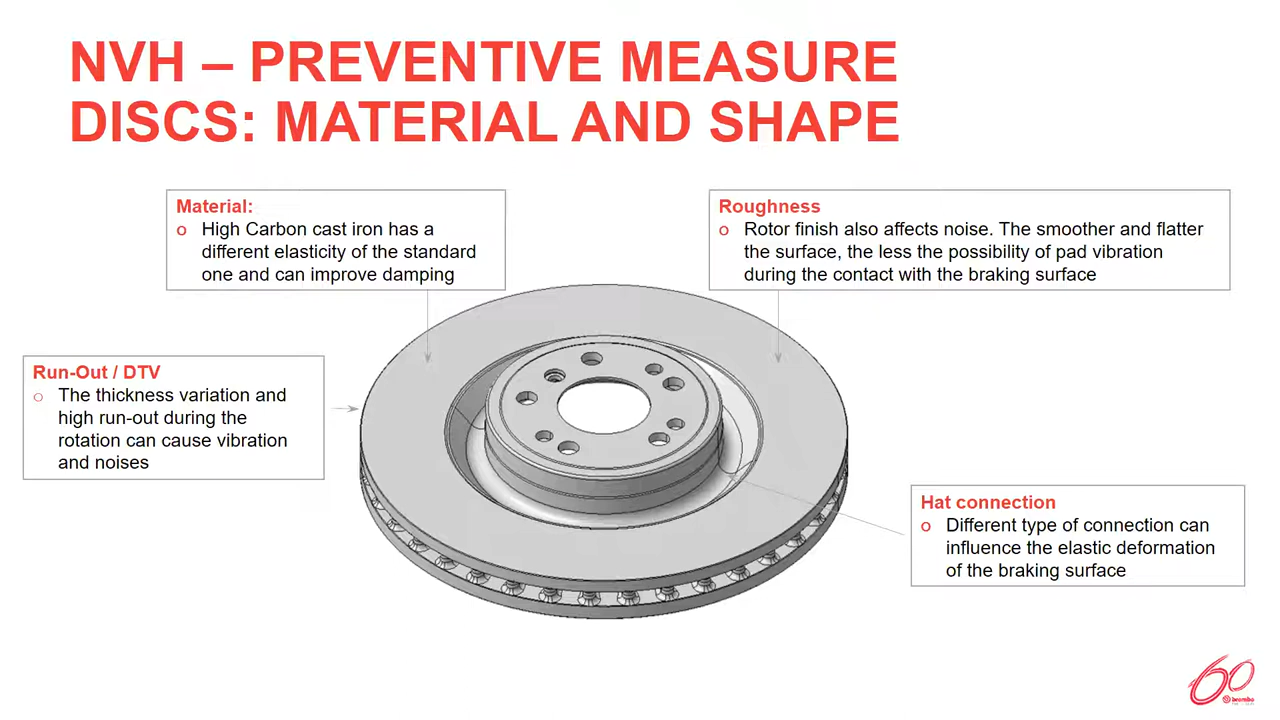 NVH – PREVENTIVE MEASURE
DISCS: MATERIAL AND SHAPE
Material:
o High Carbon cast iron has a
different elasticity of the standard
one and can improve damping
Roughness
o Rotor finish also affects noise. The smoother and flatter
the surface, the less the possibility of pad vibration
during the contact with the braking surface
Run-Out / DTV
o The thickness variation and
high run-out during the
rotation can cause vibration
and noises
Hat connection
o Different type of connection can
influence the elastic deformation
of the braking surface
60
brembo